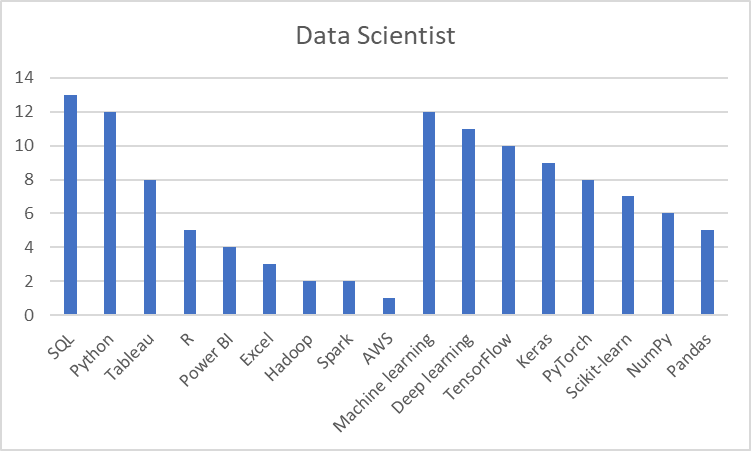 Data Scientist
14
12
10
8
6
4
2
0
SQL
Python
Tableau
R
Power BI
Excel
Hadoop
Spark
AWS
Machine learning
Deep learning
TensorFlow
Keras
PyTorch
Scikit-learn
NumPy
Pandas